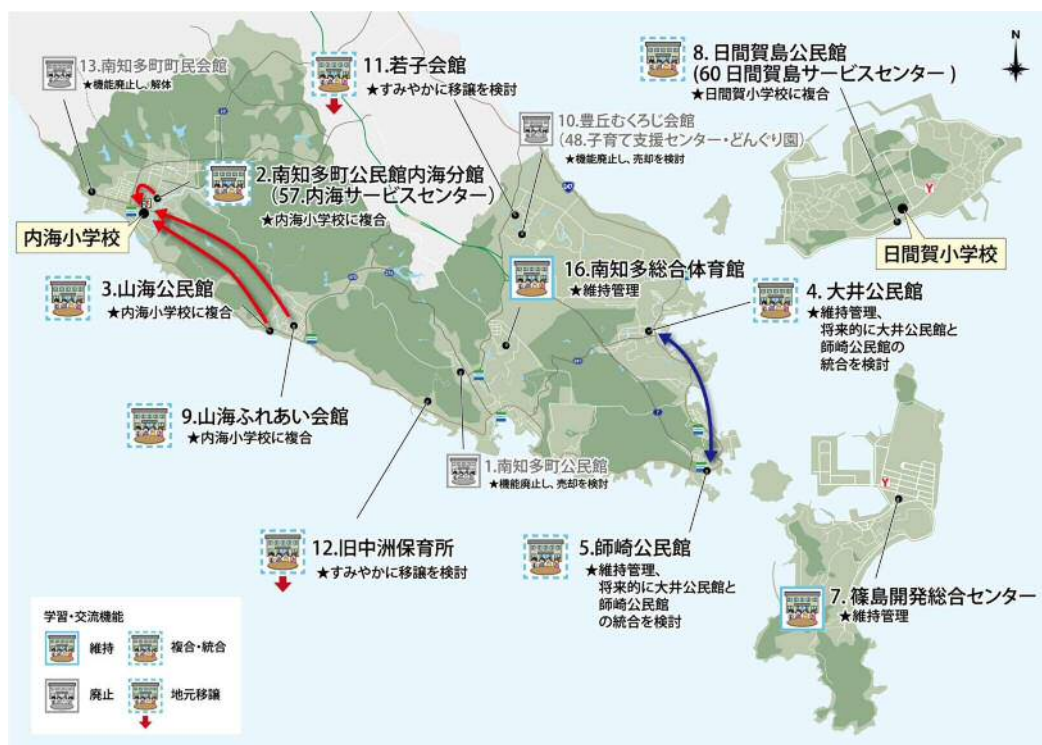 13.南知多町町民会館
★機能廃止し、解体
11.若子会館
★すみやかに移譲を検討
8.日間賀島公民館
(60 日間賀島サービスセンター)
★日間賀小学校に複合
N
10.豊丘むくろじ会館
(48.子育て支援センター・どんぐり園)
★機能廃止し、売却を検討
247
2.南知多町公民館内海分館
(57.内海サービスセンター)
★内海小学校に複合
内海小学校
日間賀小学校
16.南知多総合体育館
★維持管理
3.山海公民館
★内海小学校に複合
4.大井公民館
★維持管理、
将来的に大井公民館と
師崎公民館の
統合を検討
9.山海ふれあい会館
★内海小学校に複合
7
1.南知多町公民館
★機能廃止し、売却を検討
12.旧中洲保育所
★すみやかに移譲を検討
5.師崎公民館
★維持管理、
将来的に大井公民館と
師崎公民館
の統合を検討
7.篠島開発総合センター
★維持管理
学習・交流機能
維持
複合・統合
廃止
地元移譲